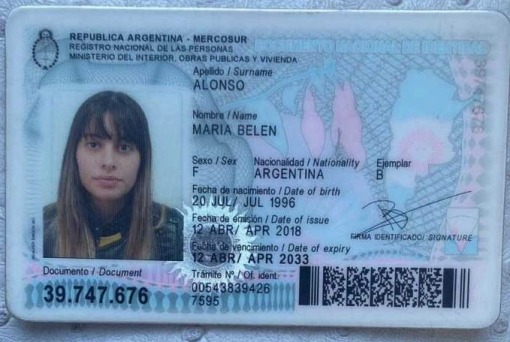 REPUBLICA ARGENTINA - MERCOSUR
REGISTRO NACIONAL DE LAS PERSONAS
MINISTERIO DEL INTERIOR, OBRAS PUBLICAS Y VIVIENDA
DOCUMENTO NACIONAL DE IDENTIDAD
Apellido / Surname
ALONSO
Nombre / Name
MARIA BELEN
Sexo / Sex Nacionalidad / Nationality Ejemplar
F ARGENTINA B
Fecha de nacimiento / Date of birth
20 JUL/ JUL 1996
Fecha de emisión / Date of issue
12 ABR/ APR 2018
FIRMA IDENTIFICADO/ SIGNATURE
Fecha de vencimiento / Date of expiry
12 ABR/ APR 2033
Documento / Document
39.747.676
Trámite Nº / Of. ident.
00543839426
7595